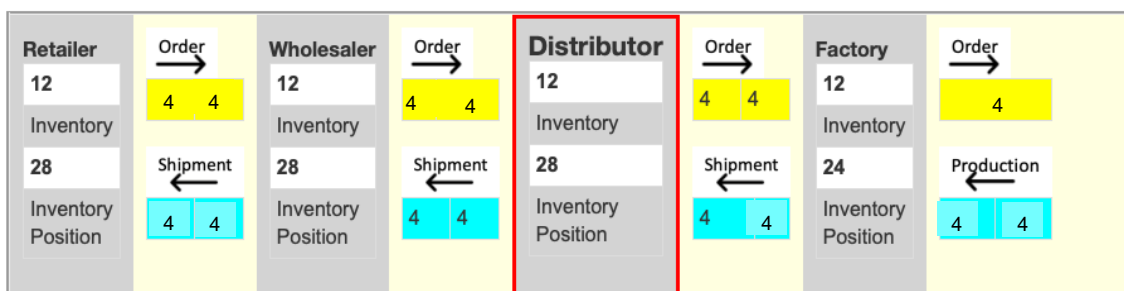 Retailer
12
Inventory
28
Inventory
Position
Order
4 4
Shipment
4 4
Wholesaler
12
Inventory
28
Inventory
Position
Order
4 4
Shipment
4 4
Distributor
12
Inventory
28
Inventory
Position
Order
4 4
Shipment
4 4
Factory
12
Inventory
24
Inventory
Position
Order
4
Production
4 4